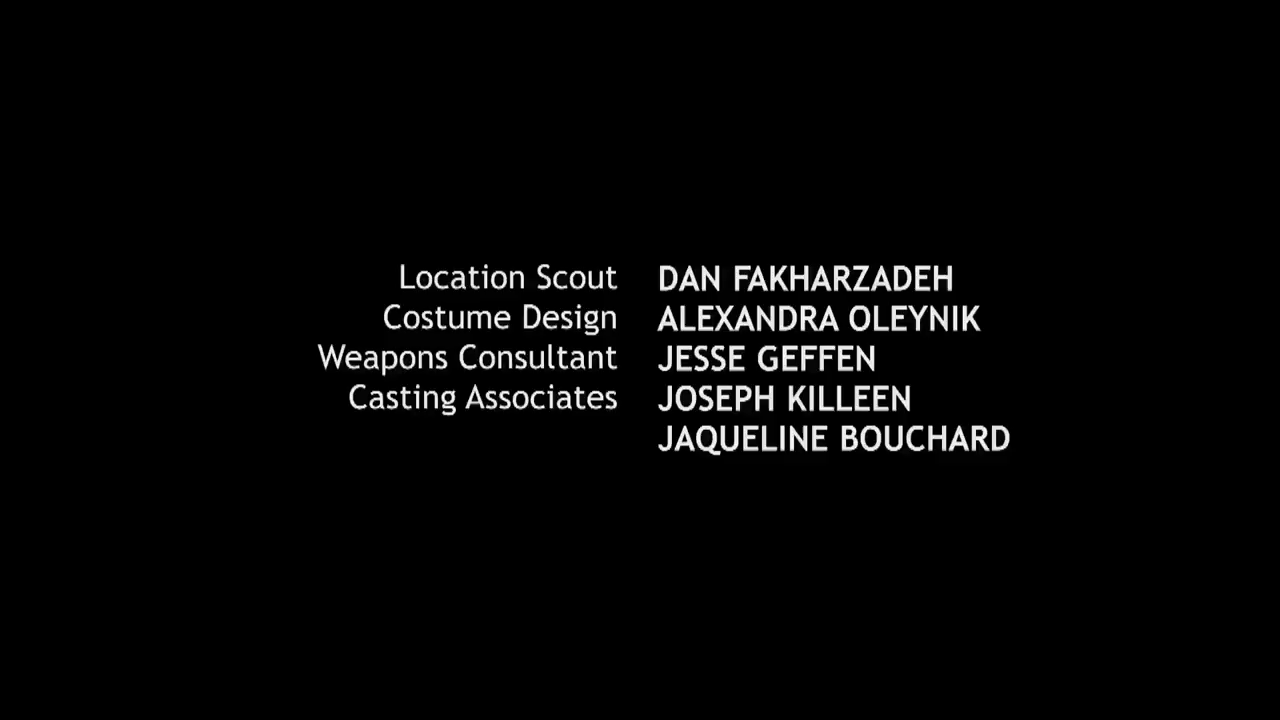 Location Scout DAN FAKHARZADEH
Costume Design ALEXANDRA OLEYNIK
Weapons Consultant JESSE GEFFEN
Casting Associates JOSEPH KILLEEN
JAQUELINE BOUCHARD